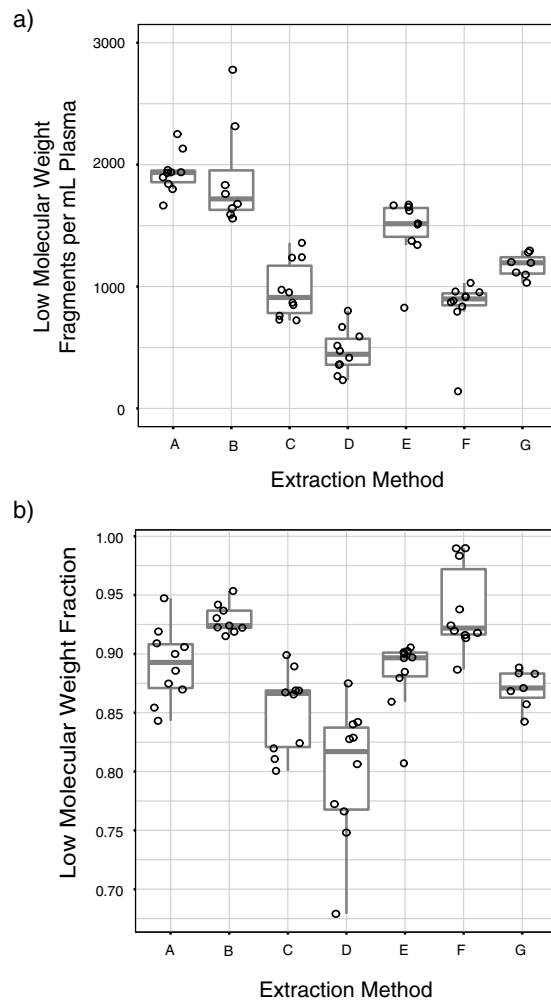 a)
Low Molecular Weight
Fragments per mL Plasma
3000
2000
1000
0
A B C D E F G
Extraction Method
b)
Low Molecular Weight Fraction
1.00
0.95
0.90
0.85
0.80
0.75
0.70
A B C D E F G
Extraction Method